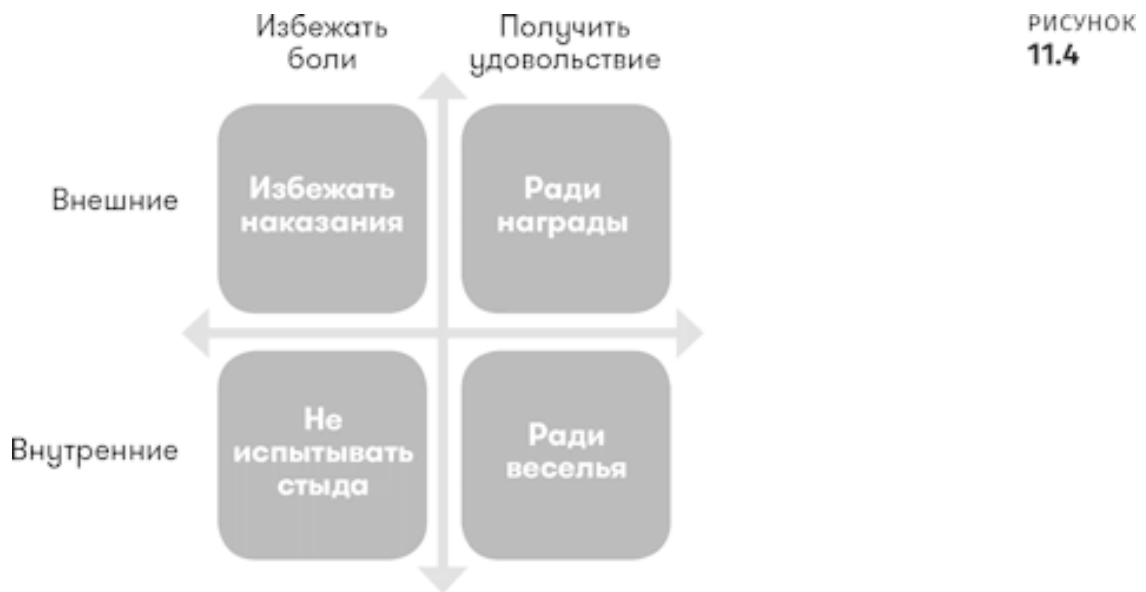 Избежать
боли
Получить
удовольствие
РИСУНОК
11.4
Внешние
Избежать
наказания
Ради
награды
Внутренние
Не
испытывать
стыда
Ради
веселья